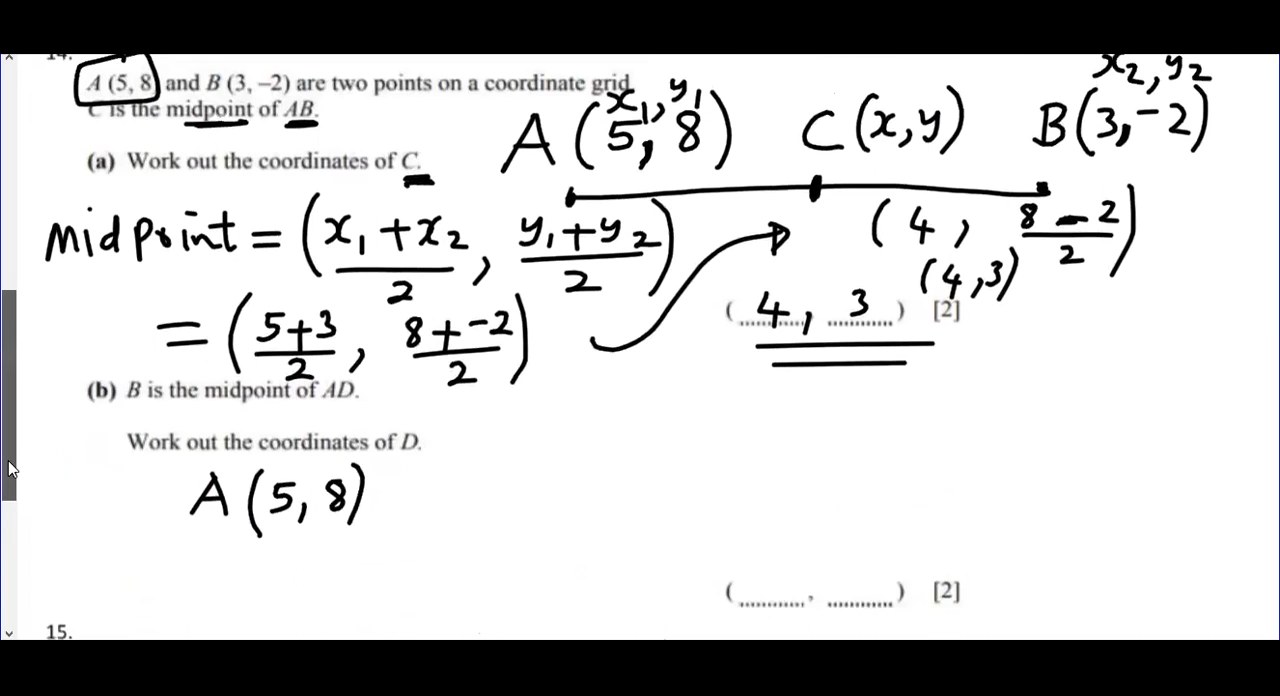 A (5, 8) and B (3, –2) are two points on a coordinate grid.
C is the midpoint of AB.
x₂, y₂
x₁, y₁
A (5, 8) C (x, y) B (3, -2)
(a) Work out the coordinates of C.
midpoint = (x₁ + x₂ / 2, y₁ + y₂ / 2)
(4, 8 - 2 / 2)
(4, 3)
= (5+3 / 2, 8 + -2 / 2)
( 4, 3 ) [2]
(b) B is the midpoint of AD.
Work out the coordinates of D.
A (5, 8)
(............, ............) [2]
15.